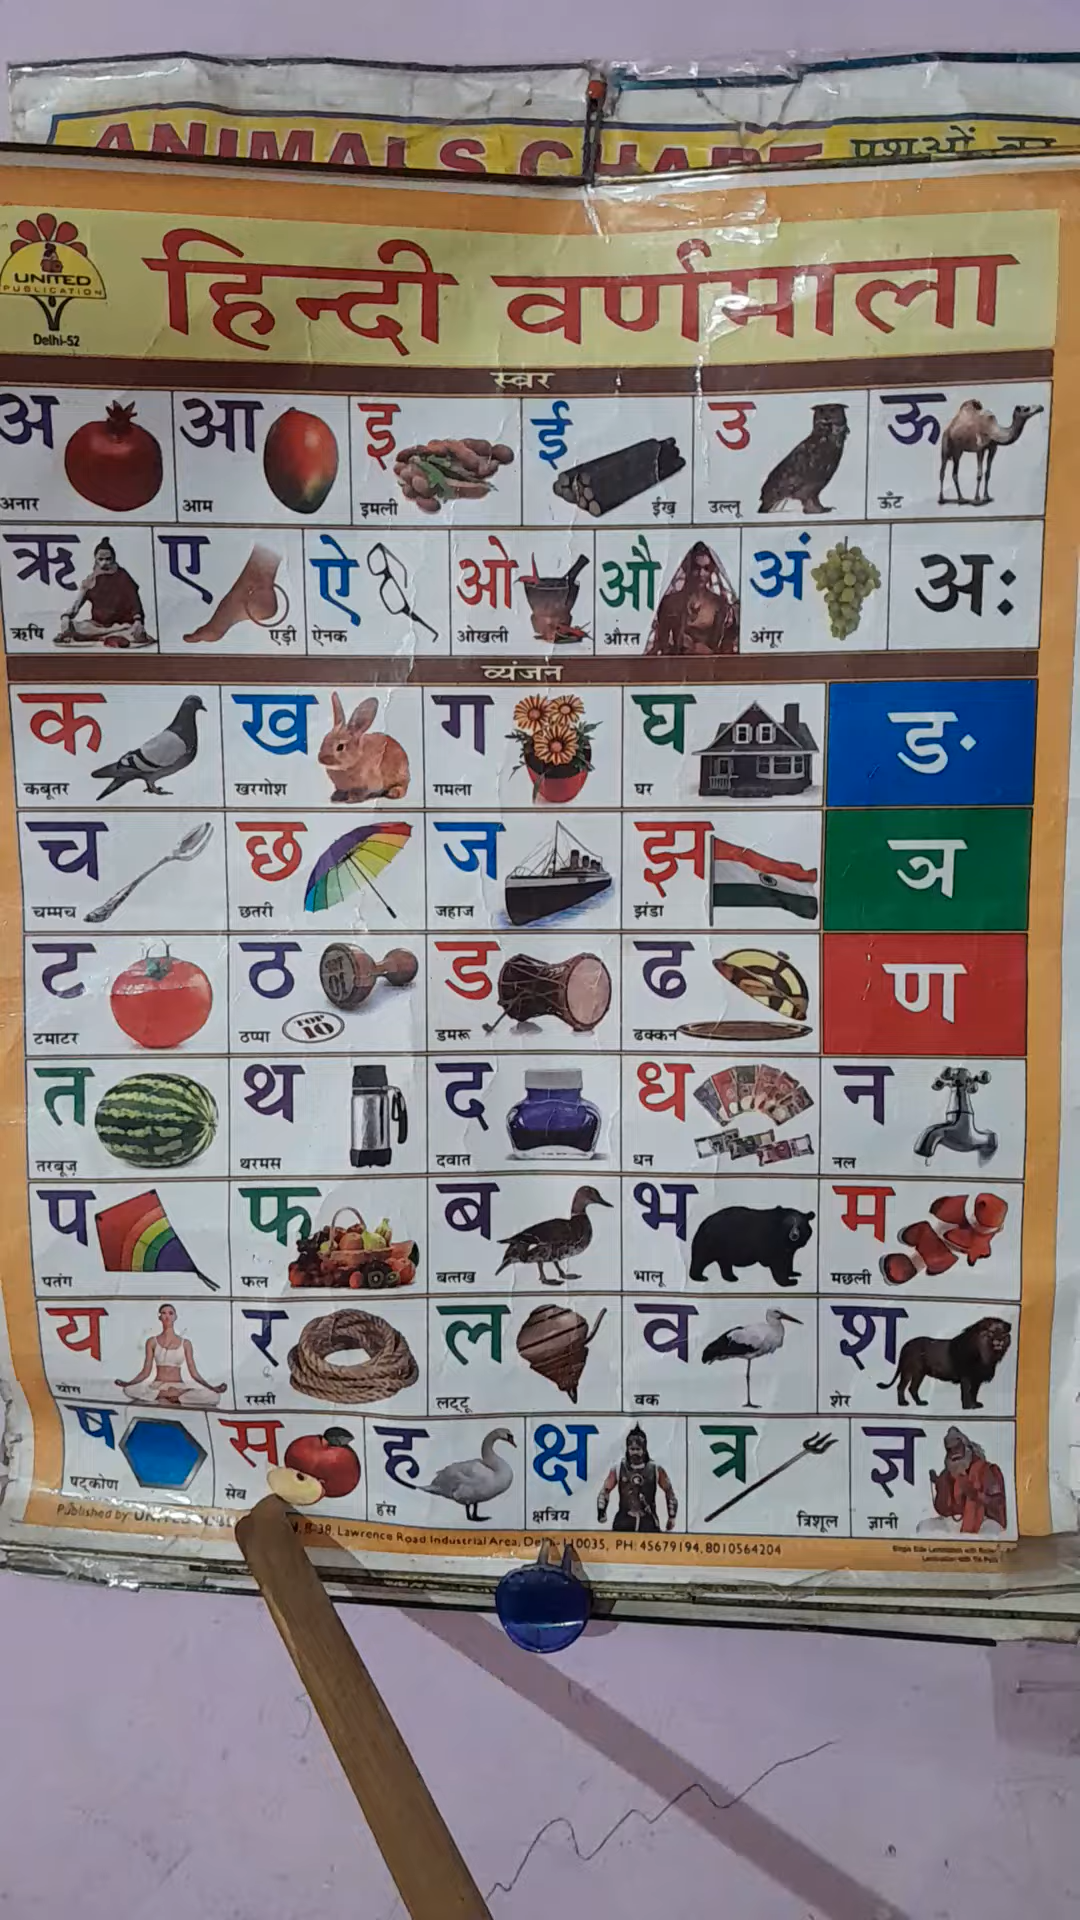 ANIMALS CHART पशुओं का
UNITED
PUBLICATION
Delhi-52
हिन्दी वर्णमाला
स्वर
अ आ इ ई उ ऊ
अनार आम इमली ईख़ उल्लू ऊँट
ऋ ए ऐ ओ औ अं अः
ऋषि एड़ी ऐनक ओखली औरत अंगूर
व्यंजन
क ख ग घ ङ
कबूतर खरगोश गमला घर
च छ ज झ ञ
चम्मच छतरी जहाज झंडा
ट ठ ड ढ ण
TOP
10
टमाटर ठप्पा डमरू ढक्कन
त थ द ध न
तरबूज़ थरमस दवात धन नल
प फ ब भ म
पतंग फल बत्तख भालू मछली
य र ल व श
योग रस्सी लट्टू वक शेर
ष स ह क्ष त्र ज्ञ
षट्कोण सेब हंस क्षत्रिय त्रिशूल ज्ञानी
Published by: B-38, Lawrence Road Industrial Area, PH: 45679194, 8010564204